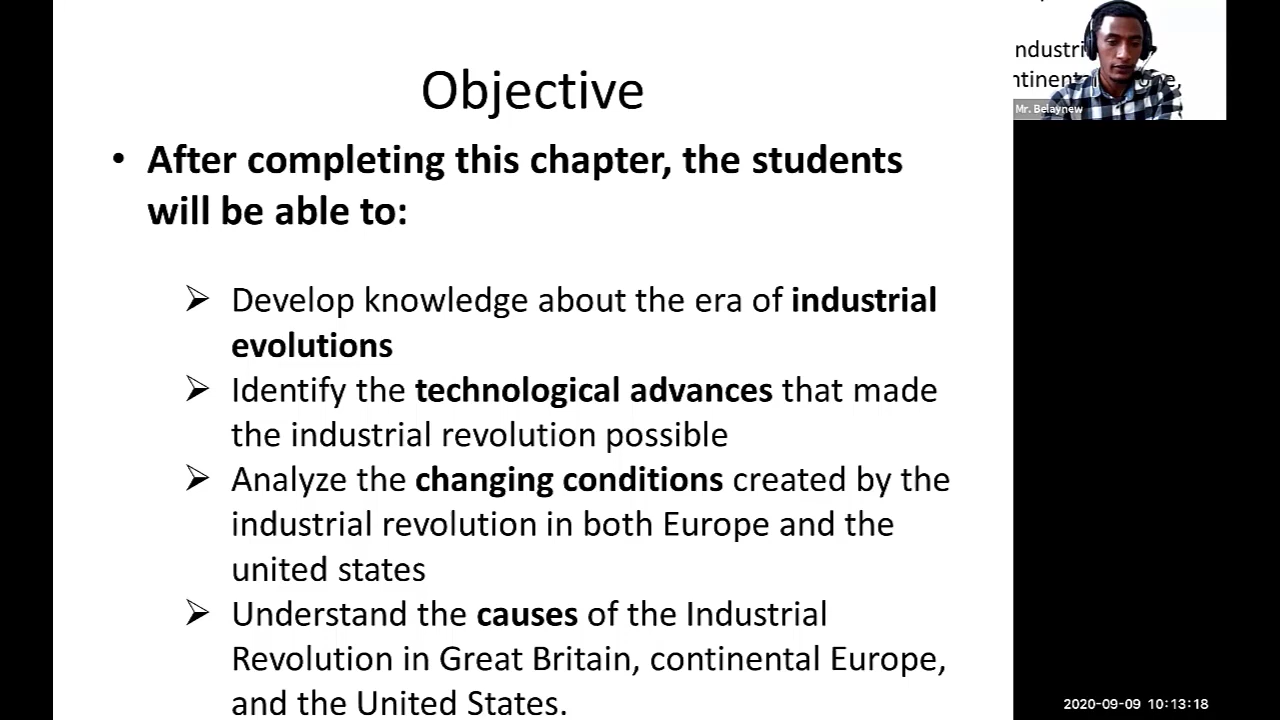 Objective
• After completing this chapter, the students
will be able to:
➢ Develop knowledge about the era of industrial
evolutions
➢ Identify the technological advances that made
the industrial revolution possible
➢ Analyze the changing conditions created by the
industrial revolution in both Europe and the
united states
➢ Understand the causes of the Industrial
Revolution in Great Britain, continental Europe,
and the United States.
ndustri
ntinenta
Mr. Belaynew
2020-09-09 10:13:18